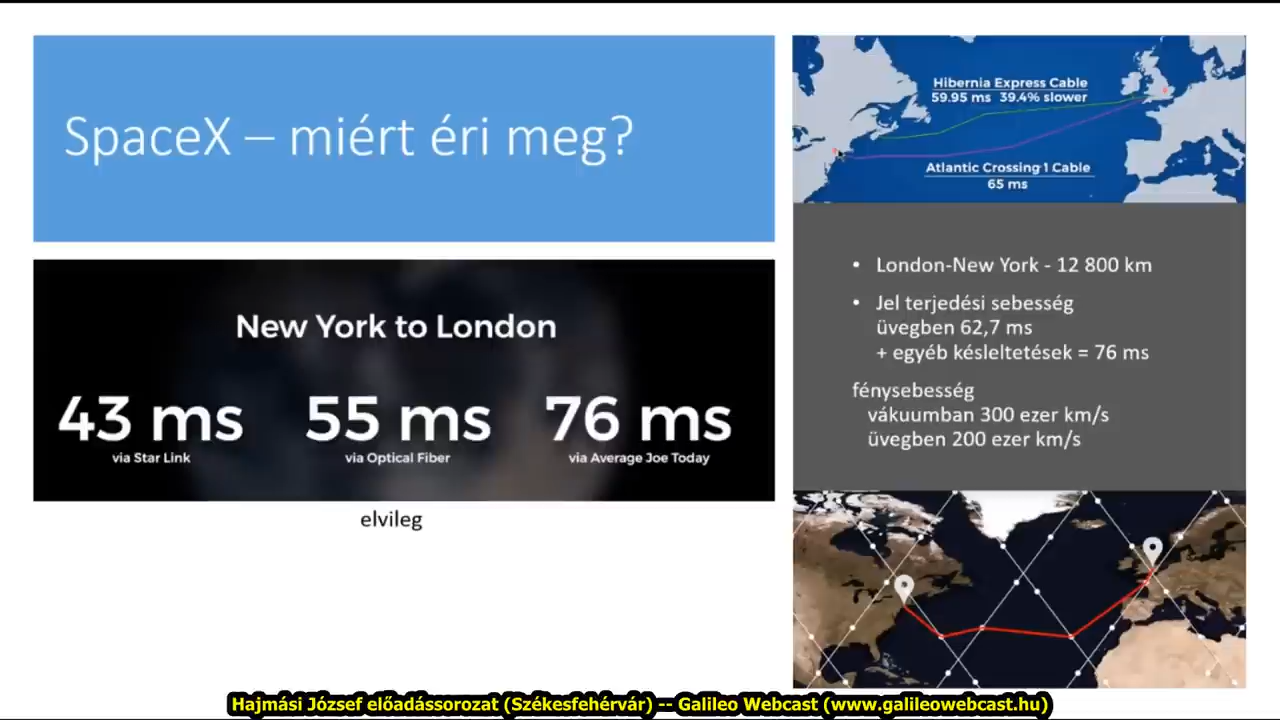 SpaceX – miért éri meg?
New York to London
43 ms
via Star Link
55 ms
via Optical Fiber
76 ms
via Average Joe Today
elvileg
Hibernia Express Cable
59.95 ms 39.4% slower
Atlantic Crossing 1 Cable
65 ms
• London-New York - 12 800 km
• Jel terjedési sebesség
üvegben 62,7 ms
+ egyéb késleltetések = 76 ms
fénysebesség
vákuumban 300 ezer km/s
üvegben 200 ezer km/s
Hajmási József előadássorozat (Székesfehérvár) -- Galileo Webcast (www.galileowebcast.hu)